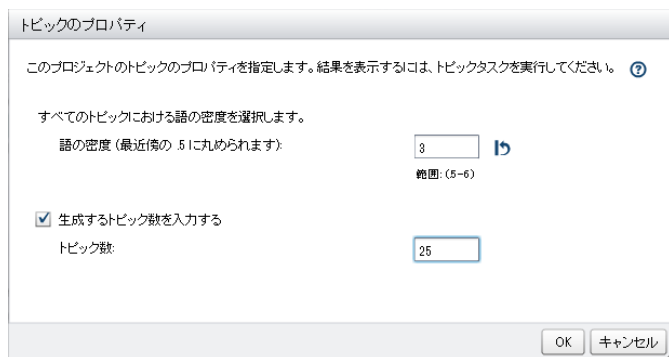 トピックのプロパティ
このプロジェクトのトピックのプロパティを指定します。結果を表示するには、トピックタスクを実行してください。 ?
すべてのトピックにおける語の密度を選択します。
語の密度 (最近傍の .5 に丸められます): 3
範囲: (.5-6)
生成するトピック数を入力する
トピック数: 25
OK キャンセル